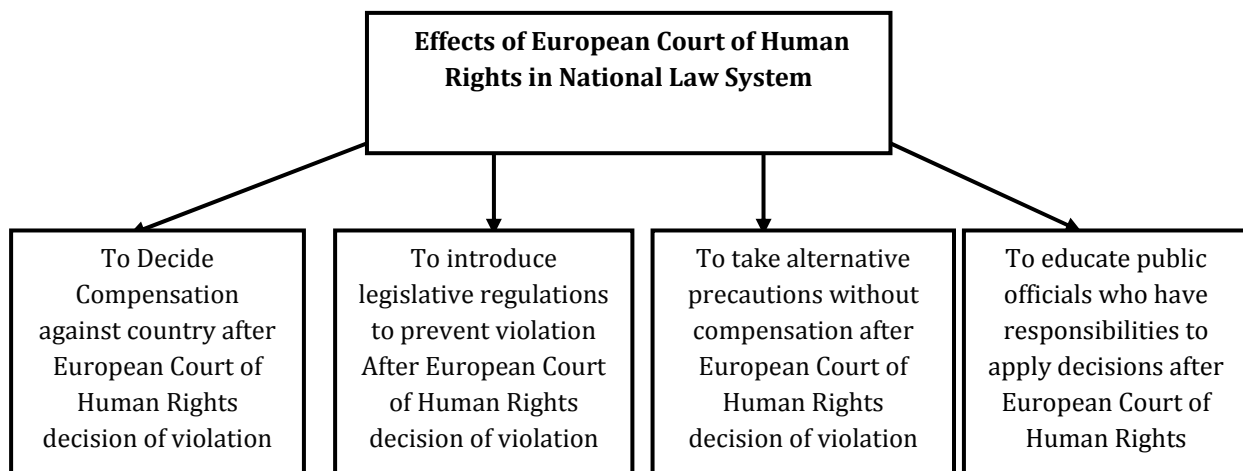 Effects of European Court of Human
Rights in National Law System
To Decide
Compensation
against country after
European Court of
Human Rights
decision of violation
To introduce
legislative regulations
to prevent violation
After European Court
of Human Rights
decision of violation
To take alternative
precautions without
compensation after
European Court of
Human Rights
decision of violation
To educate public
officials who have
responsibilities to
apply decisions after
European Court of
Human Rights